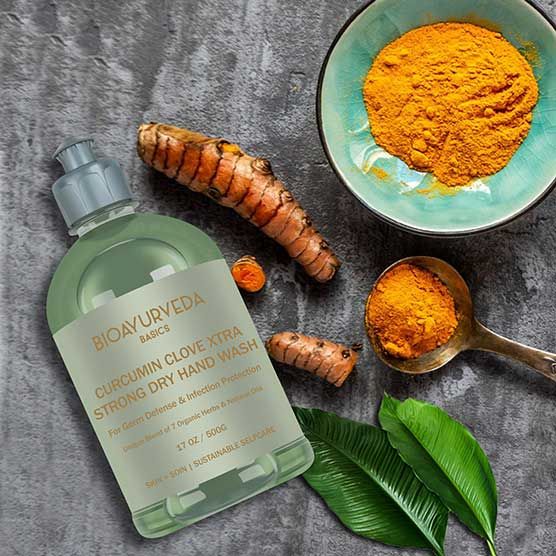 BIOAYURVEDA
BASICS
CURCUMIN CLOVE XTRA
STRONG DRY HAND WASH
For Germ Defense & Infection Protection
Unique Blend of 7 Organic Herbs & Natural Oils
17 OZ / 500G
SKIN + SOIN | SUSTAINABLE SELFCARE